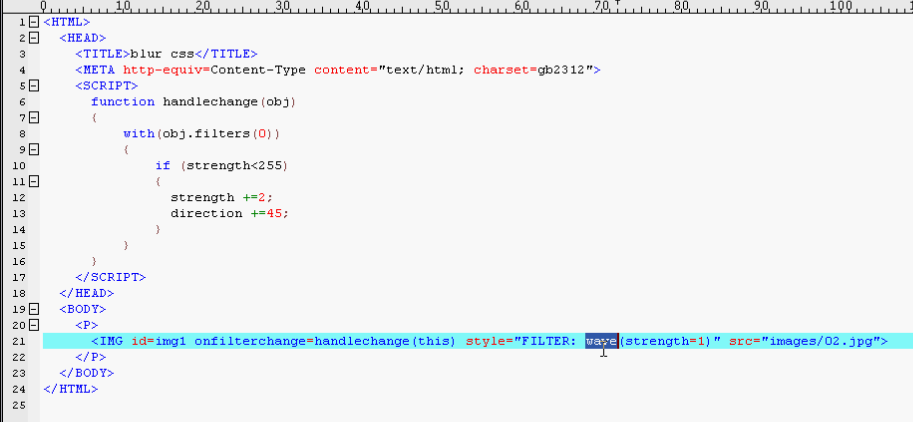 0 10 20 30 40 50 60 70 80 90 100
1 <HTML>
2 <HEAD>
3 <TITLE>blur css</TITLE>
4 <META http-equiv=Content-Type content="text/html; charset=gb2312">
5 <SCRIPT>
6 function handlechange(obj)
7 {
8 with(obj.filters(0))
9 {
10 if (strength<255)
11 {
12 strength +=2;
13 direction +=45;
14 }
15 }
16 }
17 </SCRIPT>
18 </HEAD>
19 <BODY>
20 <P>
21 <IMG id=img1 onfilterchange=handlechange(this) style="FILTER: wave(strength=1)" src="images/02.jpg">
22 </P>
23 </BODY>
24 </HTML>
25